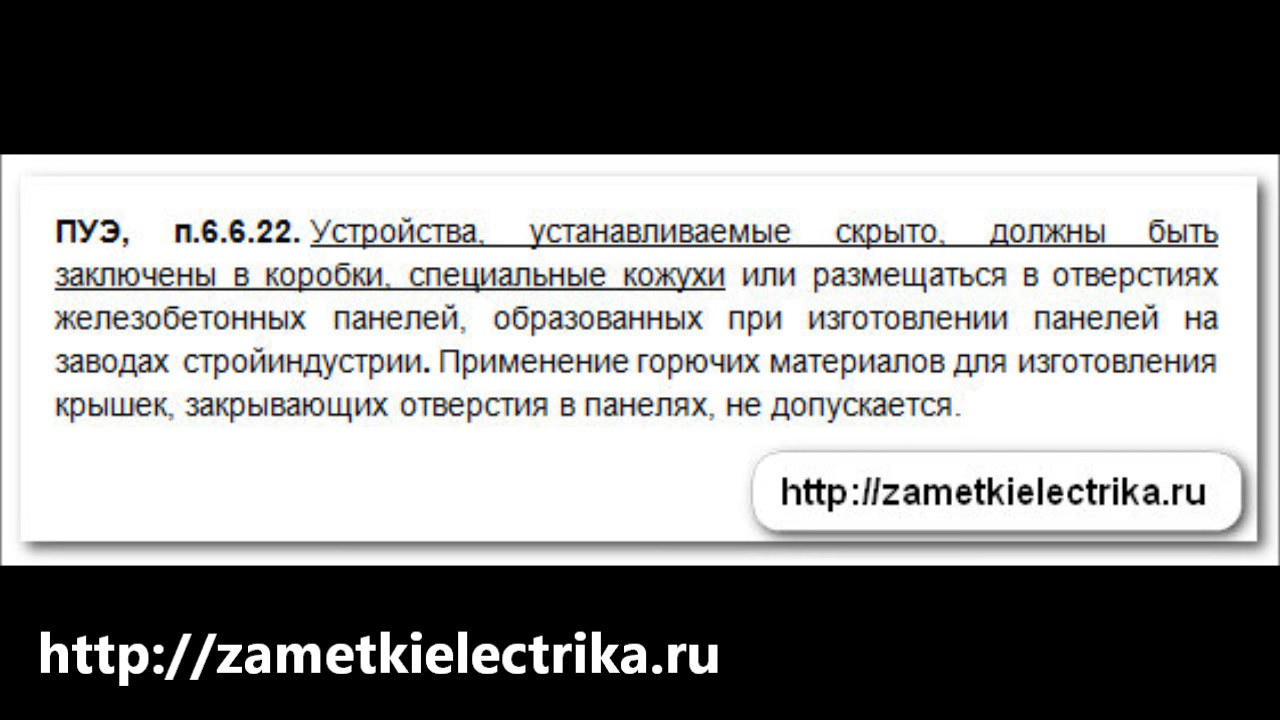 ПУЭ, п.6.6.22. Устройства, устанавливаемые скрыто, должны быть
заключены в коробки, специальные кожухи или размещаться в отверстиях
железобетонных панелей, образованных при изготовлении панелей на
заводах стройиндустрии. Применение горючих материалов для изготовления
крышек, закрывающих отверстия в панелях, не допускается.
http://zametkielectrika.ru
http://zametkielectrika.ru